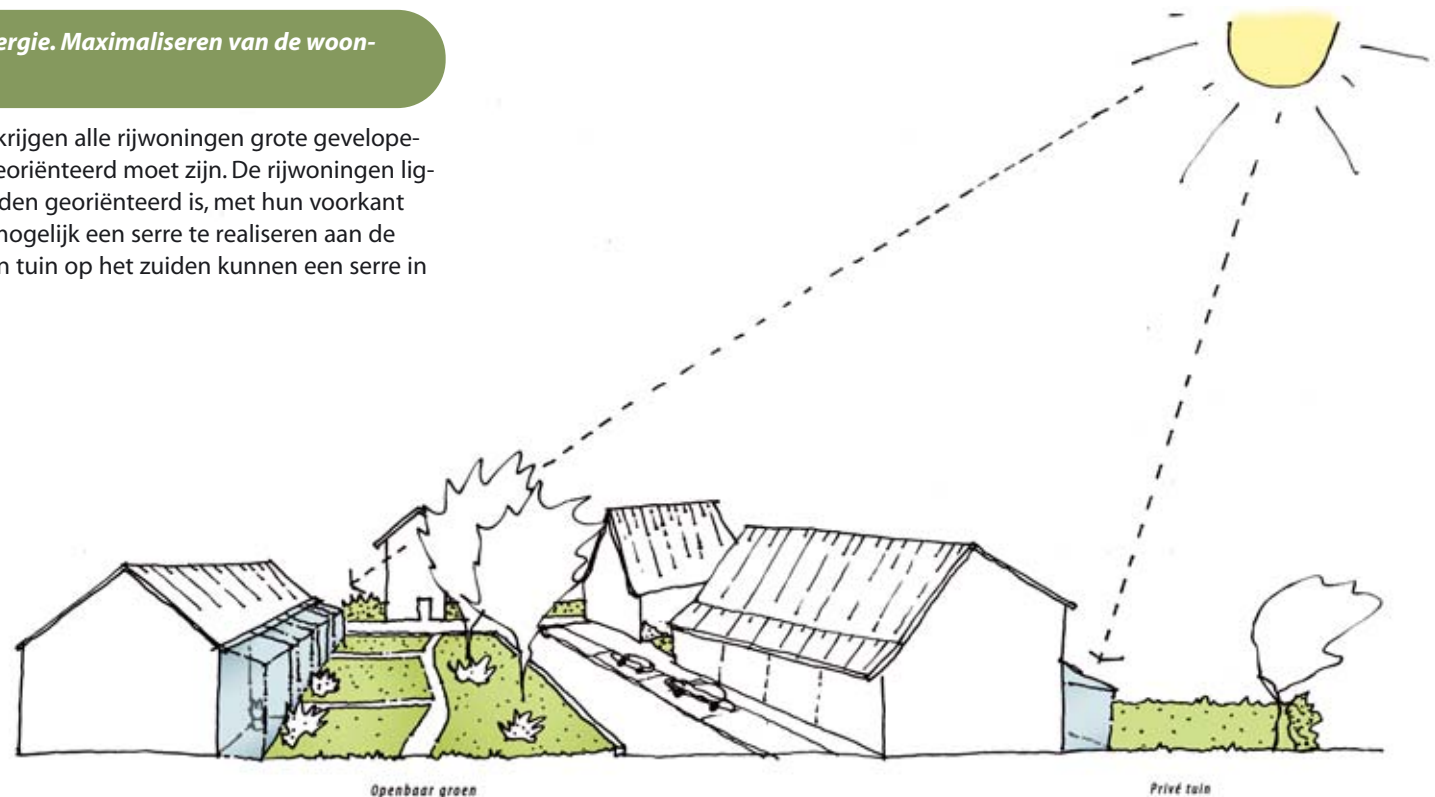 ergie. Maximaliseren van de woon-
krijgen alle rijwoningen grote gevelope-
eoriënteerd moet zijn. De rijwoningen lig-
den georiënteerd is, met hun voorkant
mogelijk een serre te realiseren aan de
n tuin op het zuiden kunnen een serre in
Openbaar groen
Privé tuin